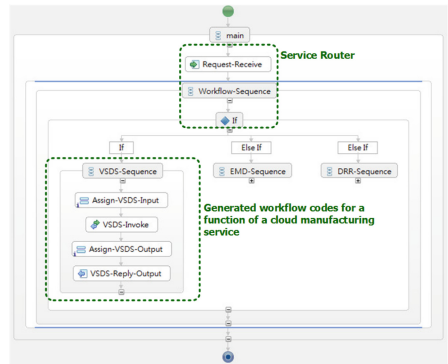 main
Service Router
Request-Receive
Workflow-Sequence
If
If
Else If
Else If
VSDS-Sequence
EMD-Sequence
DRR-Sequence
Assign-VSDS-Input
VSDS-Invoke
Assign-VSDS-Output
VSDS-Reply-Output
Generated workflow codes for a
function of a cloud manufacturing
service